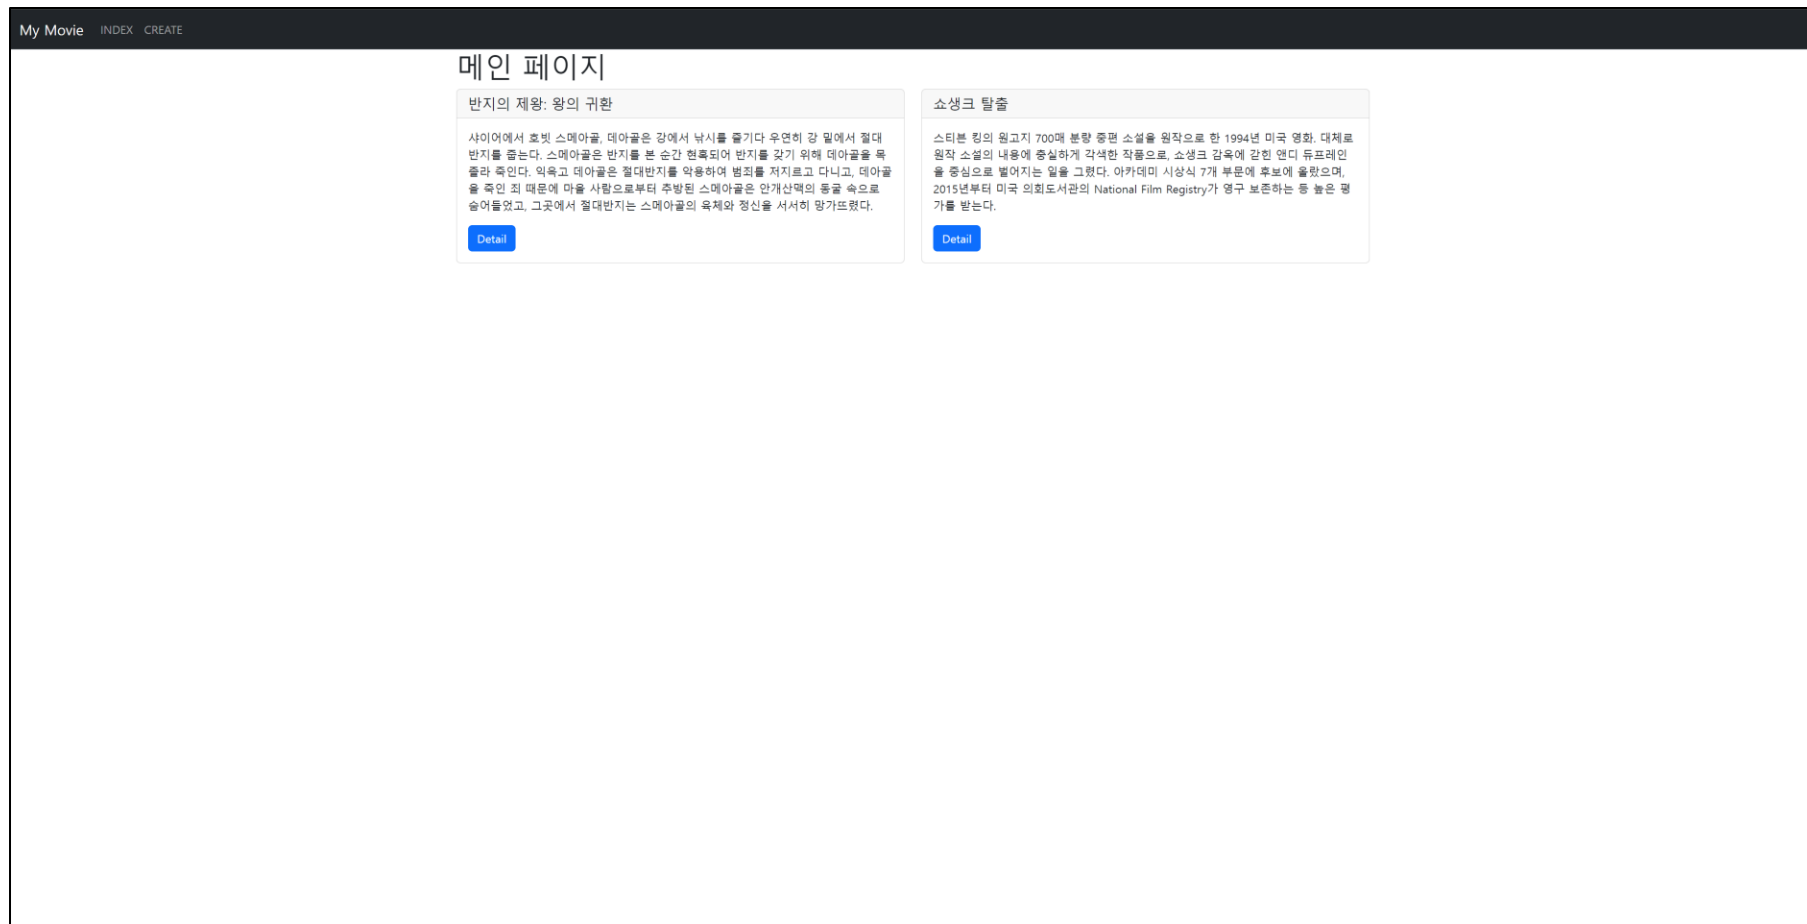 My Movie INDEX CREATE
메인 페이지
반지의 제왕: 왕의 귀환
샤이어에서 호빗 스메아골, 데아골은 강에서 낚시를 즐기다 우연히 강 밑에서 절대
반지를 줍는다. 스메아골은 반지를 본 순간 현혹되어 반지를 갖기 위해 데아골을 목
졸라 죽인다. 익욕고 데아골은 절대반지를 악용하여 범죄를 저지르고 다니고, 데아골
을 죽인 죄 때문에 마을 사람으로부터 추방된 스메아골은 안개산맥의 동굴 속으로
숨어들었고, 그곳에서 절대반지는 스메아골의 육체와 정신을 서서히 망가뜨렸다.
Detail
쇼생크 탈출
스티븐 킹의 원고지 700매 분량 중편 소설을 원작으로 한 1994년 미국 영화. 대체로
원작 소설의 내용에 충실하게 각색한 작품으로, 쇼생크 감옥에 갇힌 앤디 듀프레인
을 중심으로 벌어지는 일을 그렸다. 아카데미 시상식 7개 부문에 후보에 올랐으며,
2015년부터 미국 의회도서관의 National Film Registry가 영구 보존하는 등 높은 평
가를 받는다.
Detail